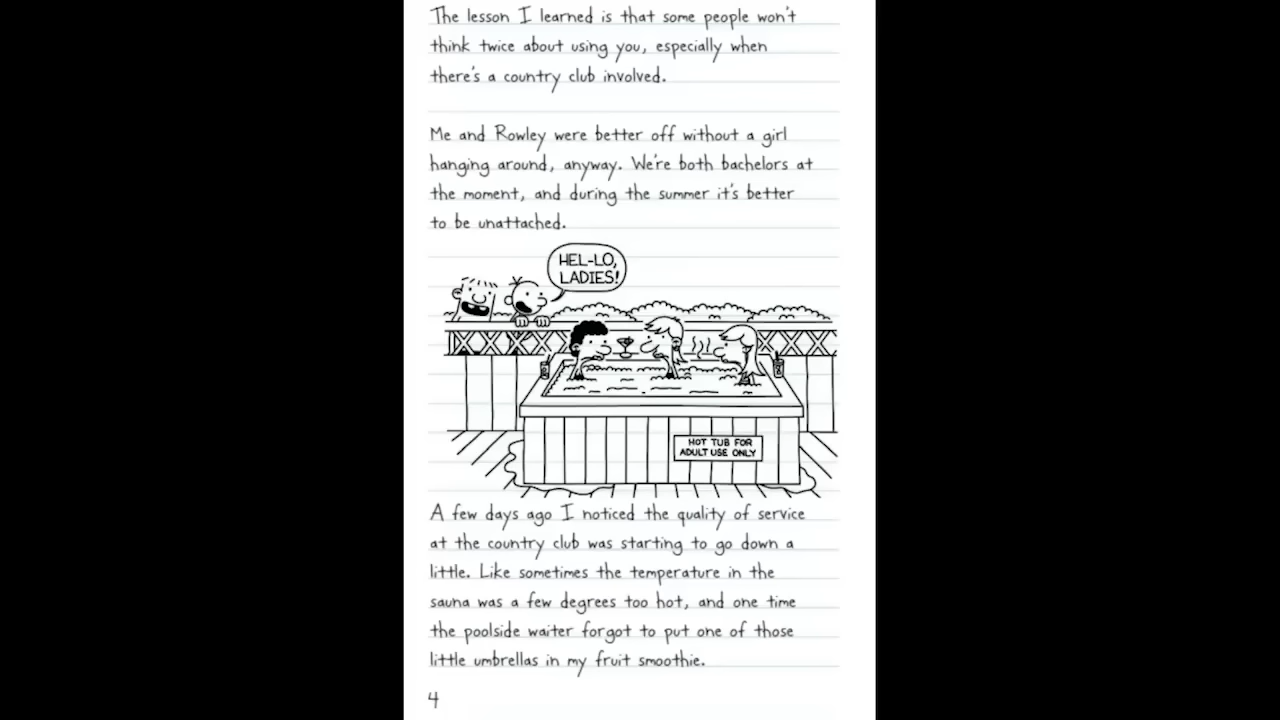 The lesson I learned is that some people won't
think twice about using you, especially when
there's a country club involved.
Me and Rowley were better off without a girl
hanging around, anyway. We're both bachelors at
the moment, and during the summer it's better
to be unattached.
HEL-LO,
LADIES!
HOT TUB FOR
ADULT USE ONLY
A few days ago I noticed the quality of service
at the country club was starting to go down a
little. Like sometimes the temperature in the
sauna was a few degrees too hot, and one time
the poolside waiter forgot to put one of those
little umbrellas in my fruit smoothie.
4